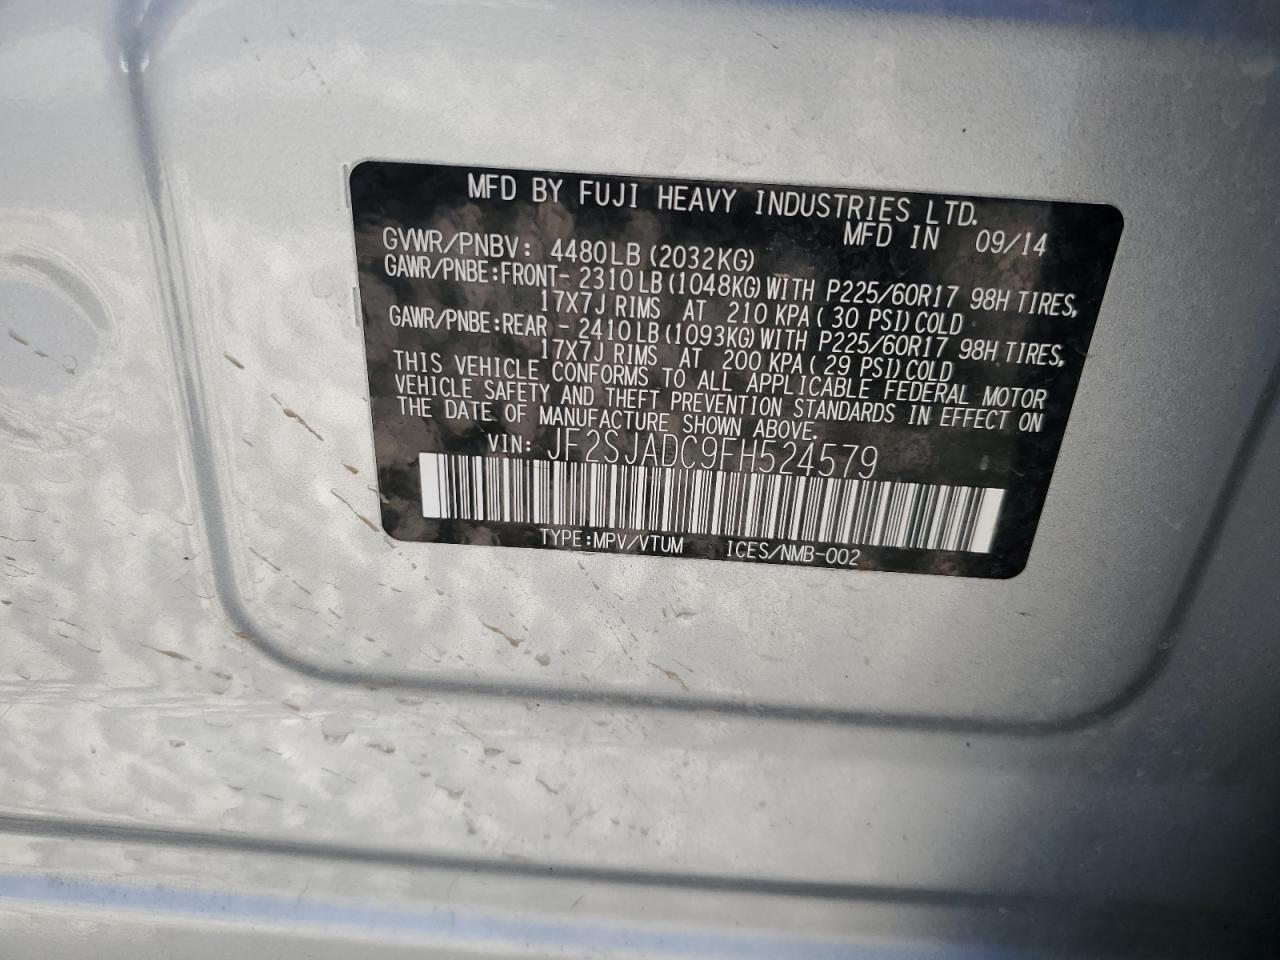 MFD BY FUJI HEAVY INDUSTRIES LTD.
MFD IN 09/14
GVWR/PNBV: 4480LB (2032KG)
GAWR/PNBE:FRONT- 2310LB (1048KG) WITH P225/60R17 98H TIRES,
17X7J RIMS AT 210 KPA ( 30 PSI) COLD
GAWR/PNBE:REAR - 2410LB (1093KG) WITH P225/60R17 98H TIRES,
17X7J RIMS AT 200 KPA ( 29 PSI) COLD
THIS VEHICLE CONFORMS TO ALL APPLICABLE FEDERAL MOTOR
VEHICLE SAFETY AND THEFT PREVENTION STANDARDS IN EFFECT ON
THE DATE OF MANUFACTURE SHOWN ABOVE.
VIN: JF2SJADC9FH524579
TYPE:MPV/VTUM ICES/NMB-002